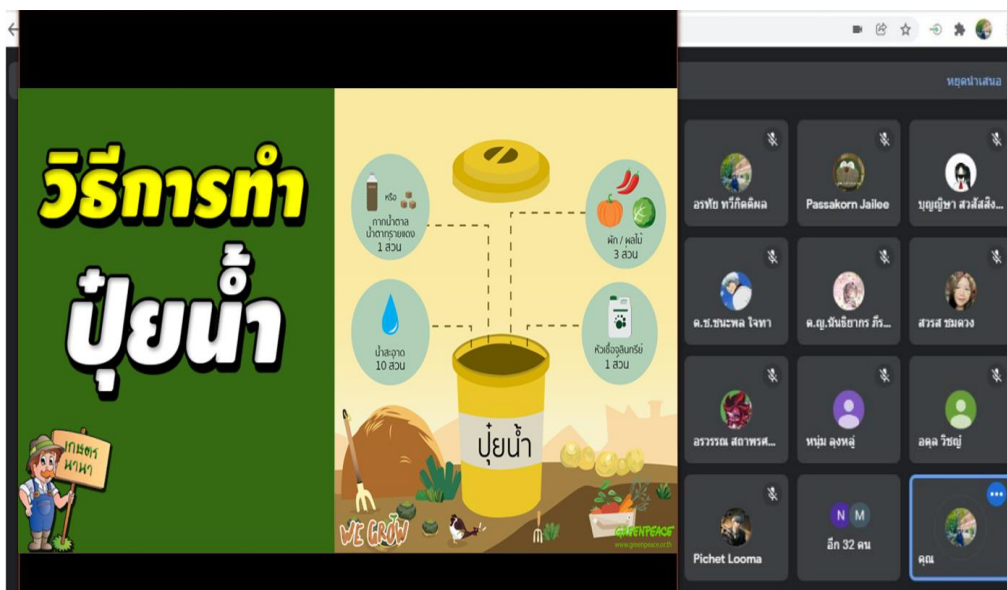 หยุดนำเสนอ
วิธีการทำ
ปุ๋ยน้ำ
เกษตร
นานา
หรือ
กากน้ำตาล
น้ำตาทรายแดง
1 ส่วน
น้ำสะอาด
10 ส่วน
ผัก / ผลไม้
3 ส่วน
หัวเชื้อจุลินทรีย์
1 ส่วน
ปุ๋ยน้ำ
WE GROW
GREENPEACE
www.greenpeace.or.th
อรทัย ทวีกิตติผล
Passakorn Jailee
บุญญิษา สวัสดิ์สิ่ง...
ด.ช.ชนะพล ใจทา
ด.ญ.นันธิยากร ภีร...
สวรส ชมดวง
อรวรรณ สถาพรศ...
หนุ่ม ลุงหลู่
อดุล วิชญ์
Pichet Looma
N M
อีก 32 คน
คุณ